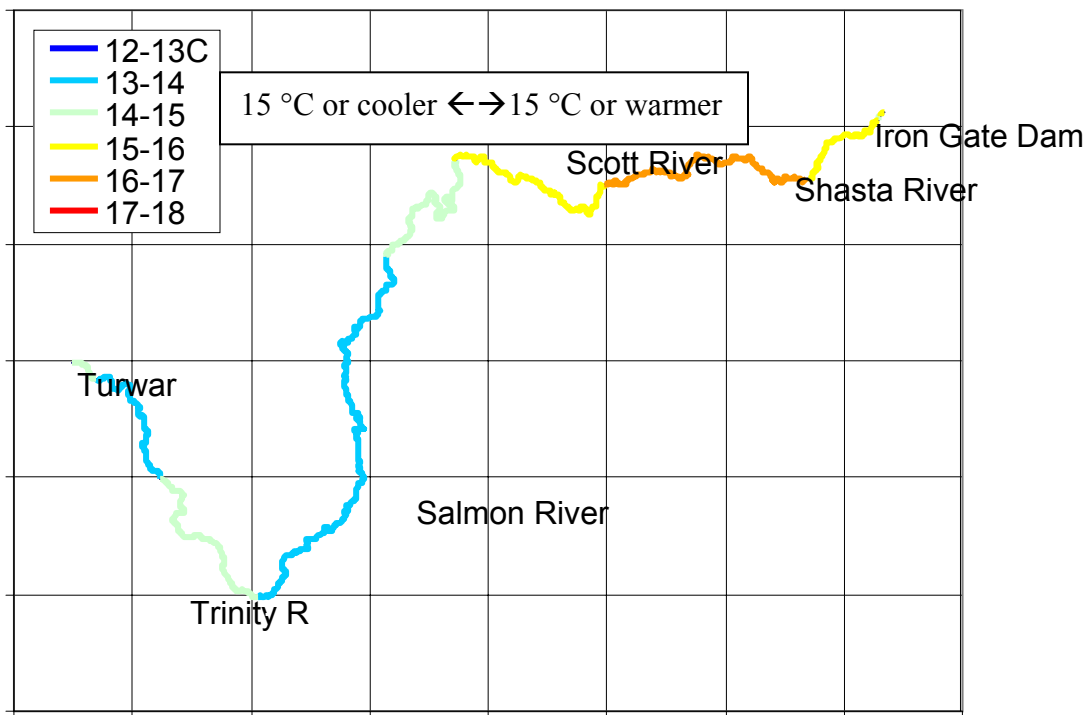 12-13C
13-14
14-15
15-16
16-17
17-18
15 °C or cooler ←→15 °C or warmer
Iron Gate Dam
Scott River
Shasta River
Turwar
Salmon River
Trinity R